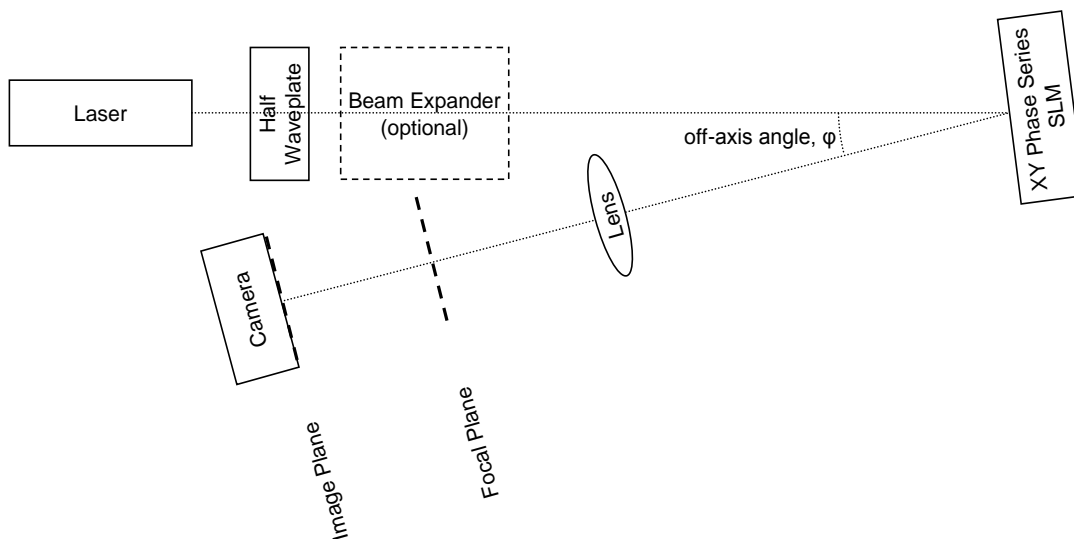 Laser
Half
Waveplate
Beam Expander
(optional)
off-axis angle, φ
XY Phase Series
SLM
Lens
Camera
Focal Plane
Image Plane